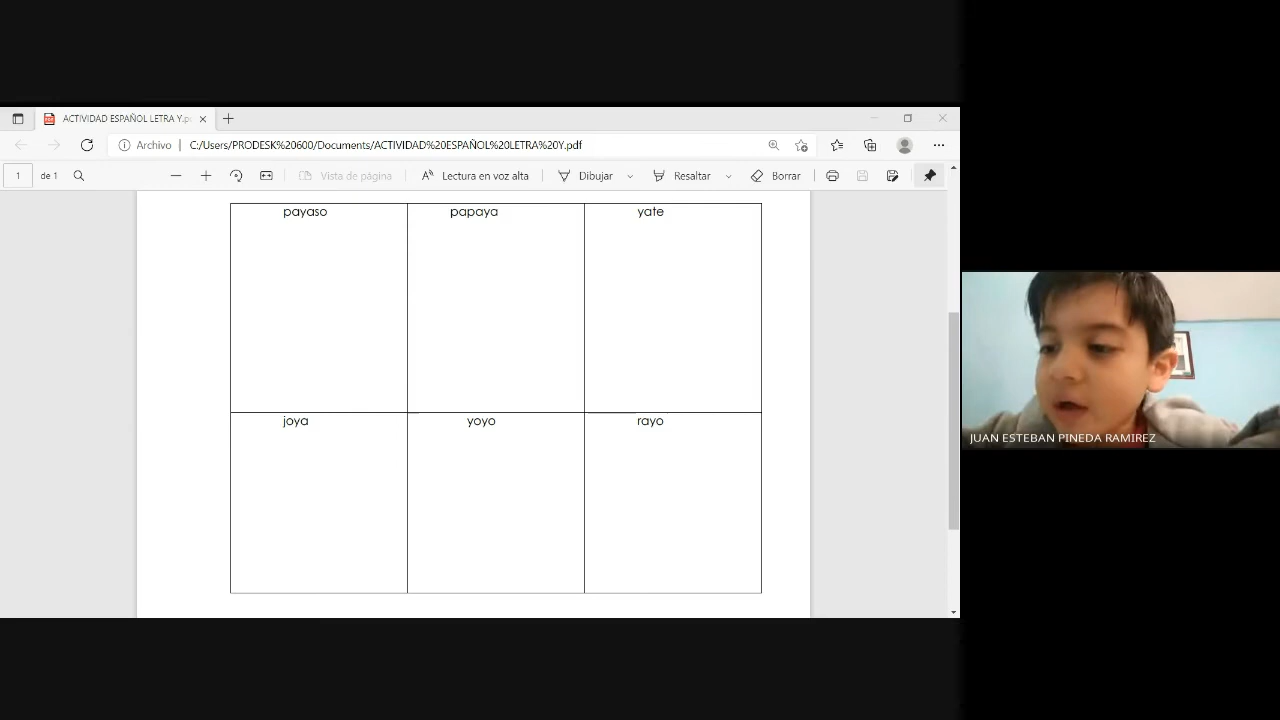 ACTIVIDAD ESPAÑOL LETRA Y.p
Archivo C:/Users/PRODESK%20600/Documents/ACTIVIDAD%20ESPAÑOL%20LETRA%20Y.pdf
1 de 1 Vista de página Lectura en voz alta Dibujar Resaltar Borrar
payaso papaya yate
joya yoyo rayo
JUAN ESTEBAN PINEDA RAMIREZ